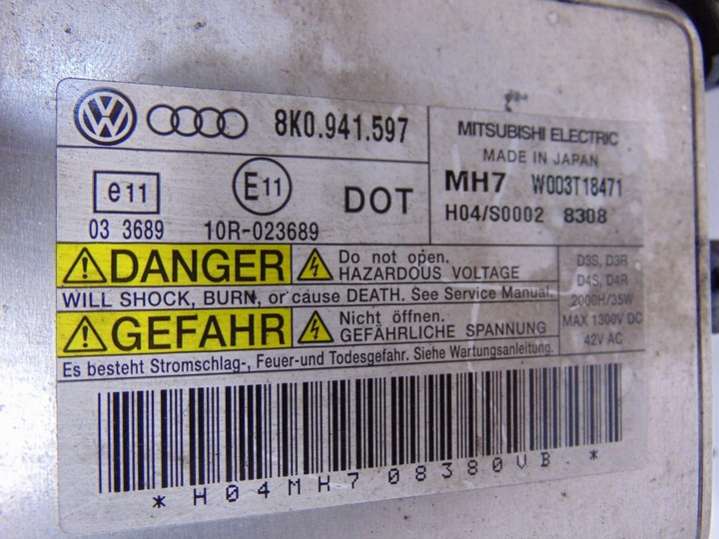 8K0.941.597
MITSUBISHI ELECTRIC
MADE IN JAPAN
MH7 W003T18471
H04/S0002 8308
e11
E11
DOT
03 3689 10R-023689
DANGER
Do not open.
HAZARDOUS VOLTAGE
WILL SHOCK, BURN, or cause DEATH. See Service Manual.
GEFAHR
Nicht öffnen.
GEFÄHRLICHE SPANNUNG
Es besteht Stromschlag-, Feuer-und Todesgefahr. Siehe Wartungsanleitung.
D3S, D3R
D4S, D4R
2000H/35W
MAX 1300V DC
42V AC
* H04MH708380VB *